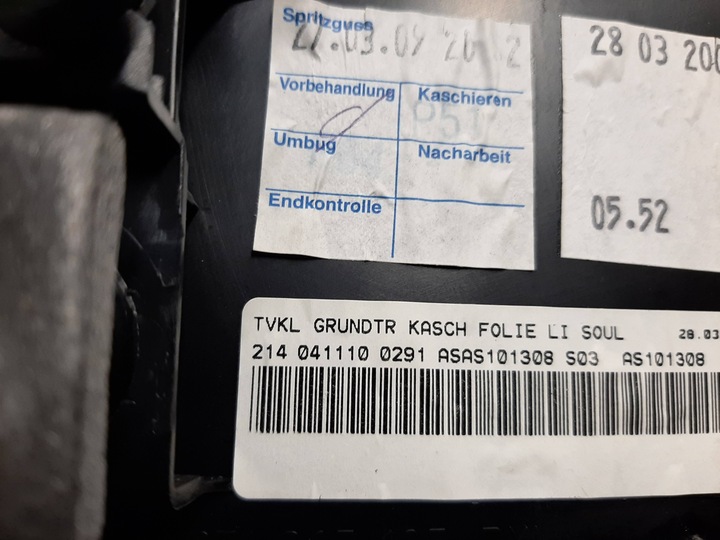 Spritzguss
27.03.09 20 2
28 03 200
Vorbehandlung
Kaschieren
Umbug
Nacharbeit
Endkontrolle
05.52
TVKL GRUNDTR KASCH FOLIE LI SOUL 28.03
214 041110 0291 ASAS101308 S03 AS101308